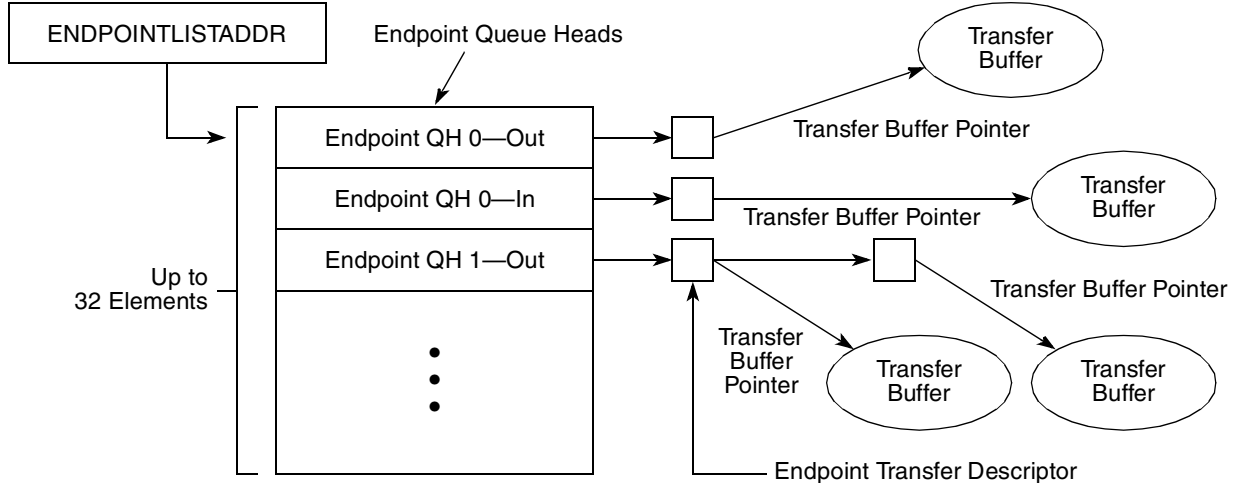 ENDPOINTLISTADDR
Endpoint Queue Heads
Transfer
Buffer
Endpoint QH 0—Out
Transfer Buffer Pointer
Endpoint QH 0—In
Transfer Buffer Pointer
Transfer
Buffer
Endpoint QH 1—Out
Up to
32 Elements
Transfer Buffer Pointer
Transfer
Buffer
Pointer
Transfer
Buffer
Transfer
Buffer
Endpoint Transfer Descriptor